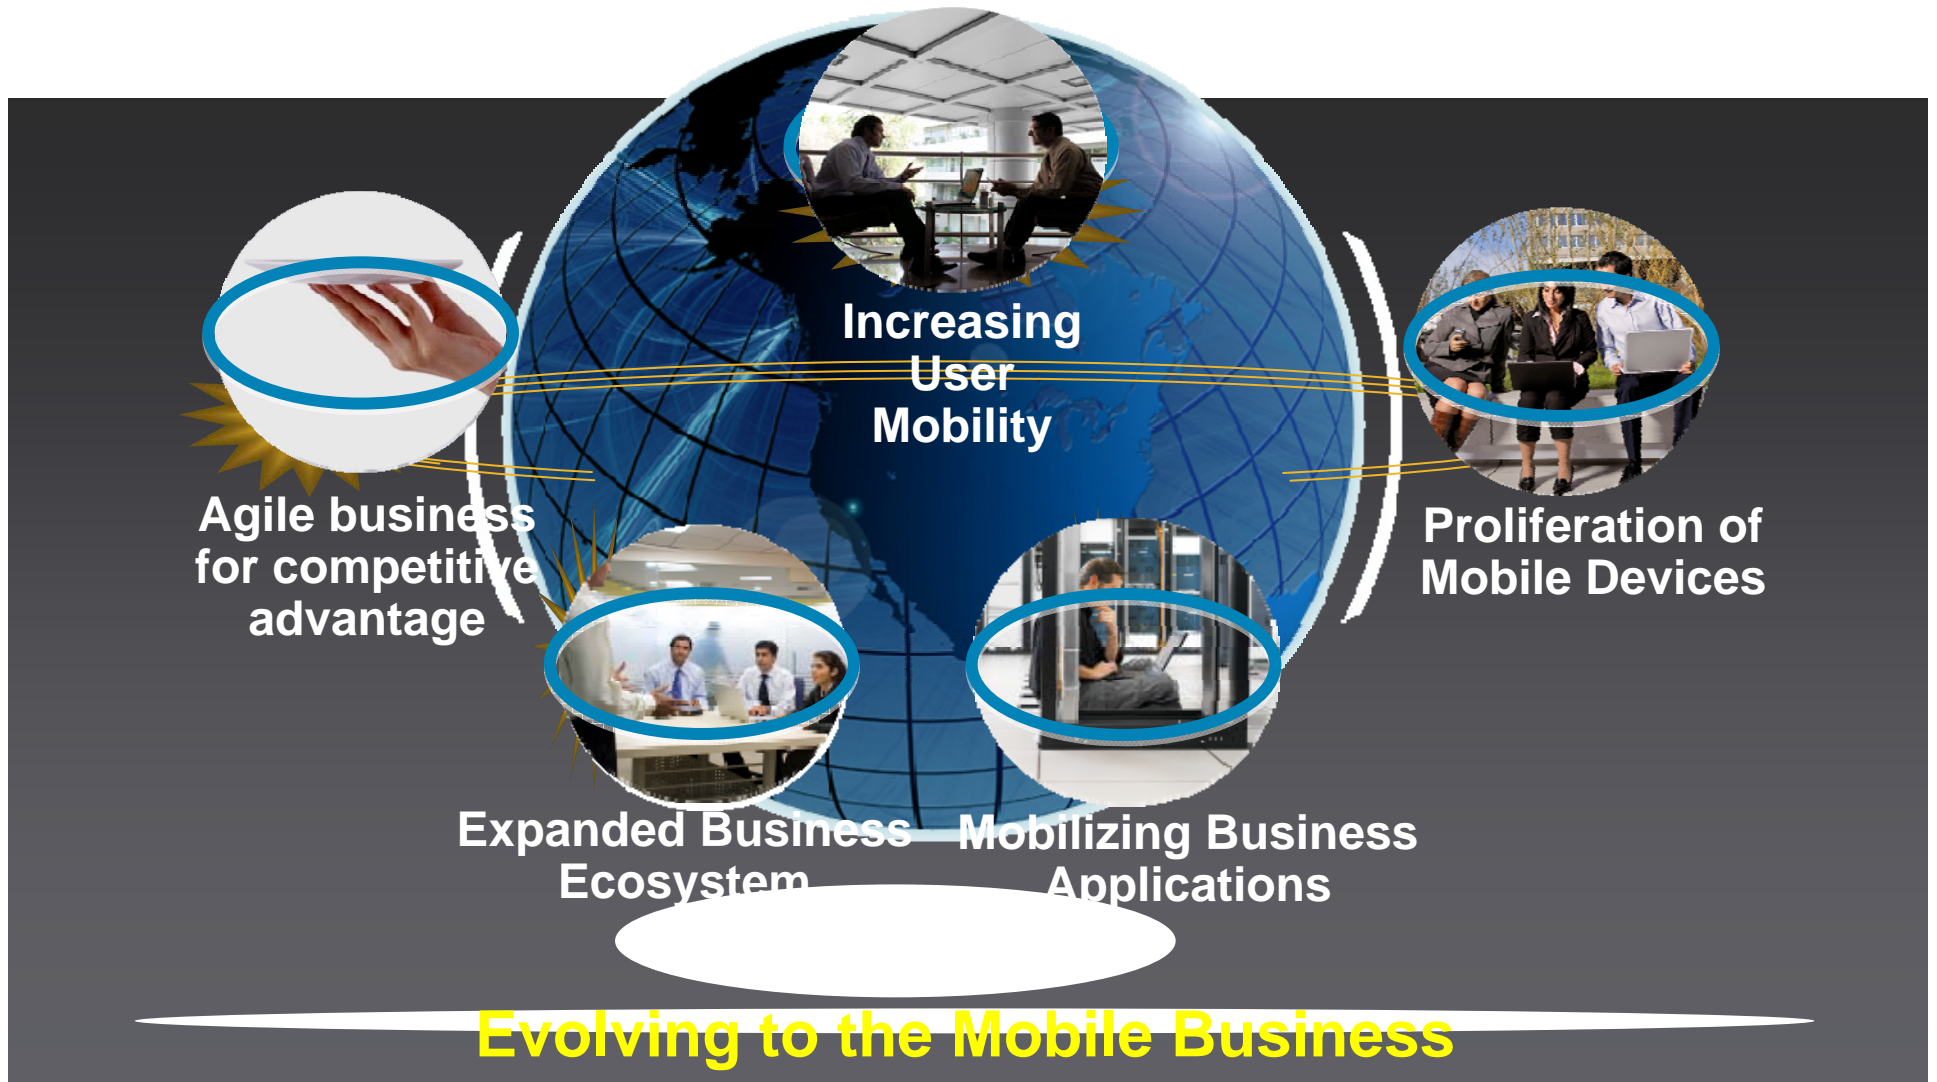 Increasing
User
Mobility
Agile business
for competitive
advantage
Proliferation of
Mobile Devices
Expanded Business
Ecosystem
Mobilizing Business
Applications
Evolving to the Mobile Business